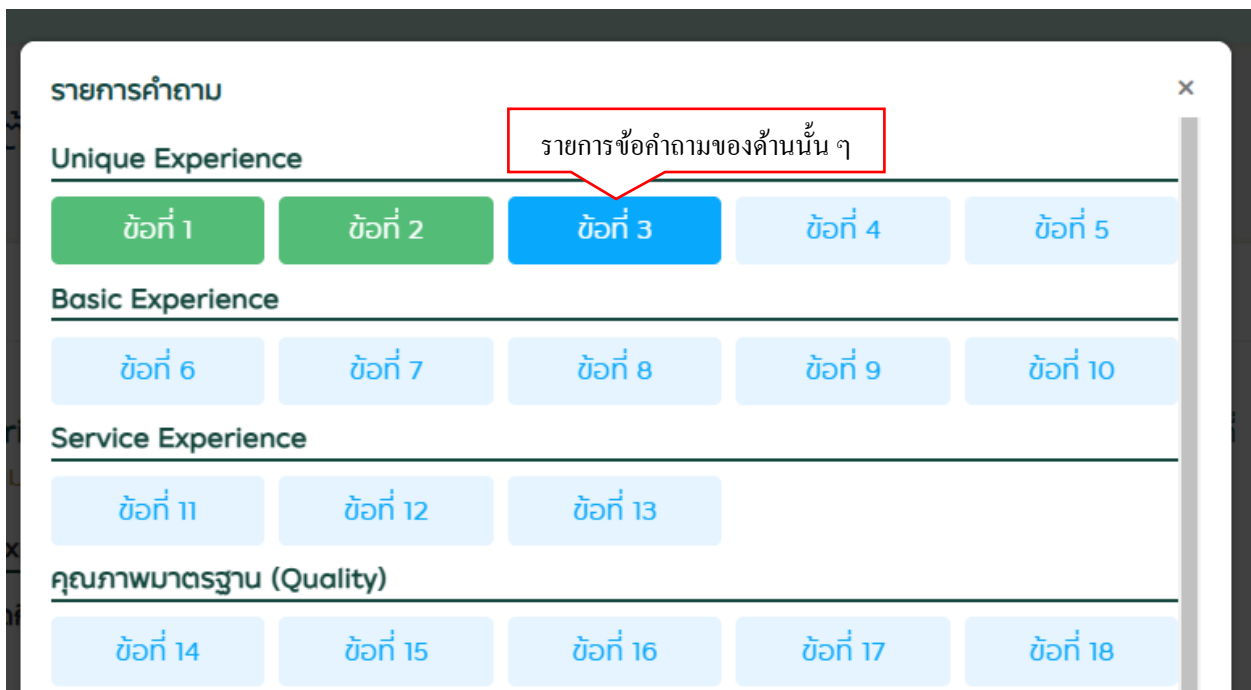 รายการคำถาม ×
รายการข้อคำถามของด้านนั้น ๆ
Unique Experience
ข้อที่ 1 ข้อที่ 2 ข้อที่ 3 ข้อที่ 4 ข้อที่ 5
Basic Experience
ข้อที่ 6 ข้อที่ 7 ข้อที่ 8 ข้อที่ 9 ข้อที่ 10
Service Experience
ข้อที่ 11 ข้อที่ 12 ข้อที่ 13
คุณภาพมาตรฐาน (Quality)
ข้อที่ 14 ข้อที่ 15 ข้อที่ 16 ข้อที่ 17 ข้อที่ 18